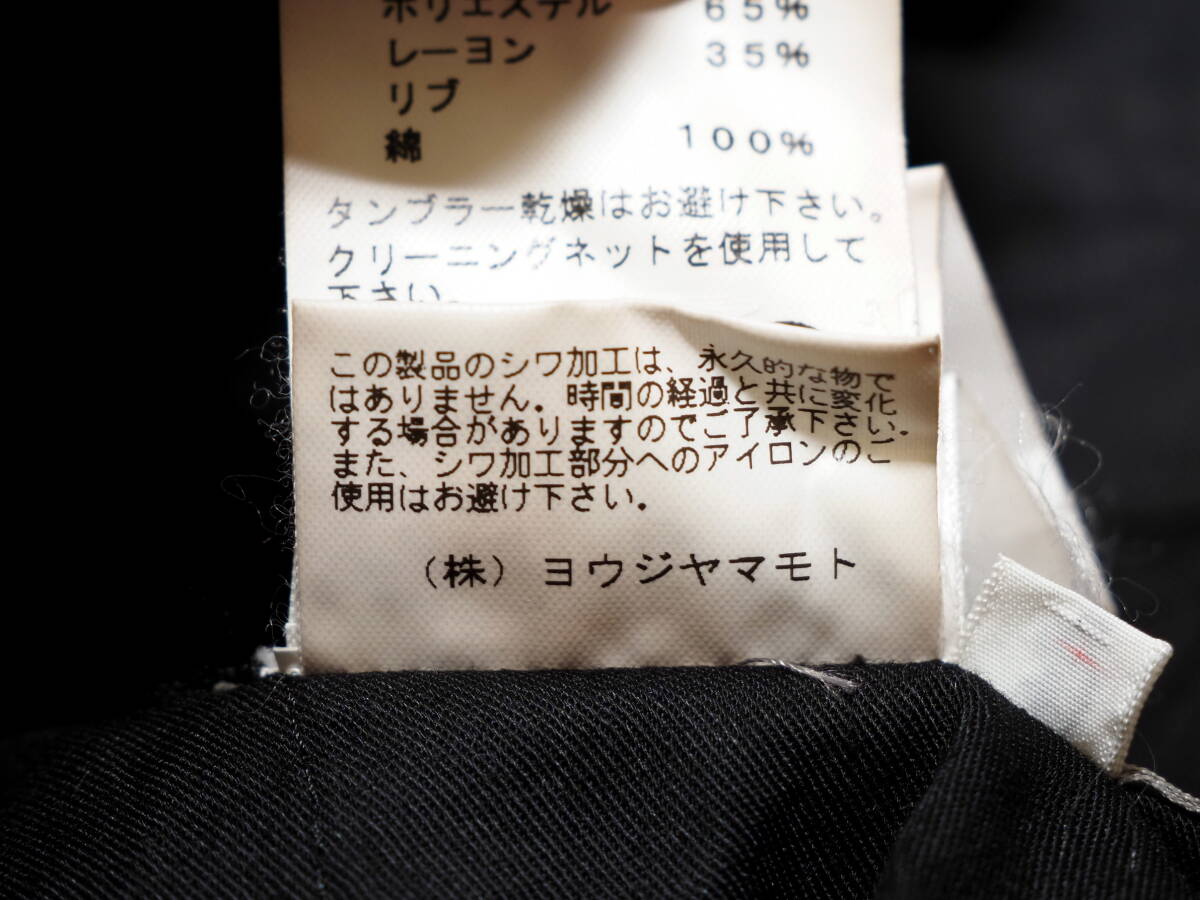 ポリエステル 65%
レーヨン 35%
リブ
綿 100%
タンブラー乾燥はお避け下さい。
クリーニングネットを使用して
下さい。
この製品のシワ加工は、永久的な物で
はありません。時間の経過と共に変化
する場合がありますのでご了承下さい。
また、シワ加工部分へのアイロンのご
使用はお避け下さい。
(株)ヨウジヤマモト